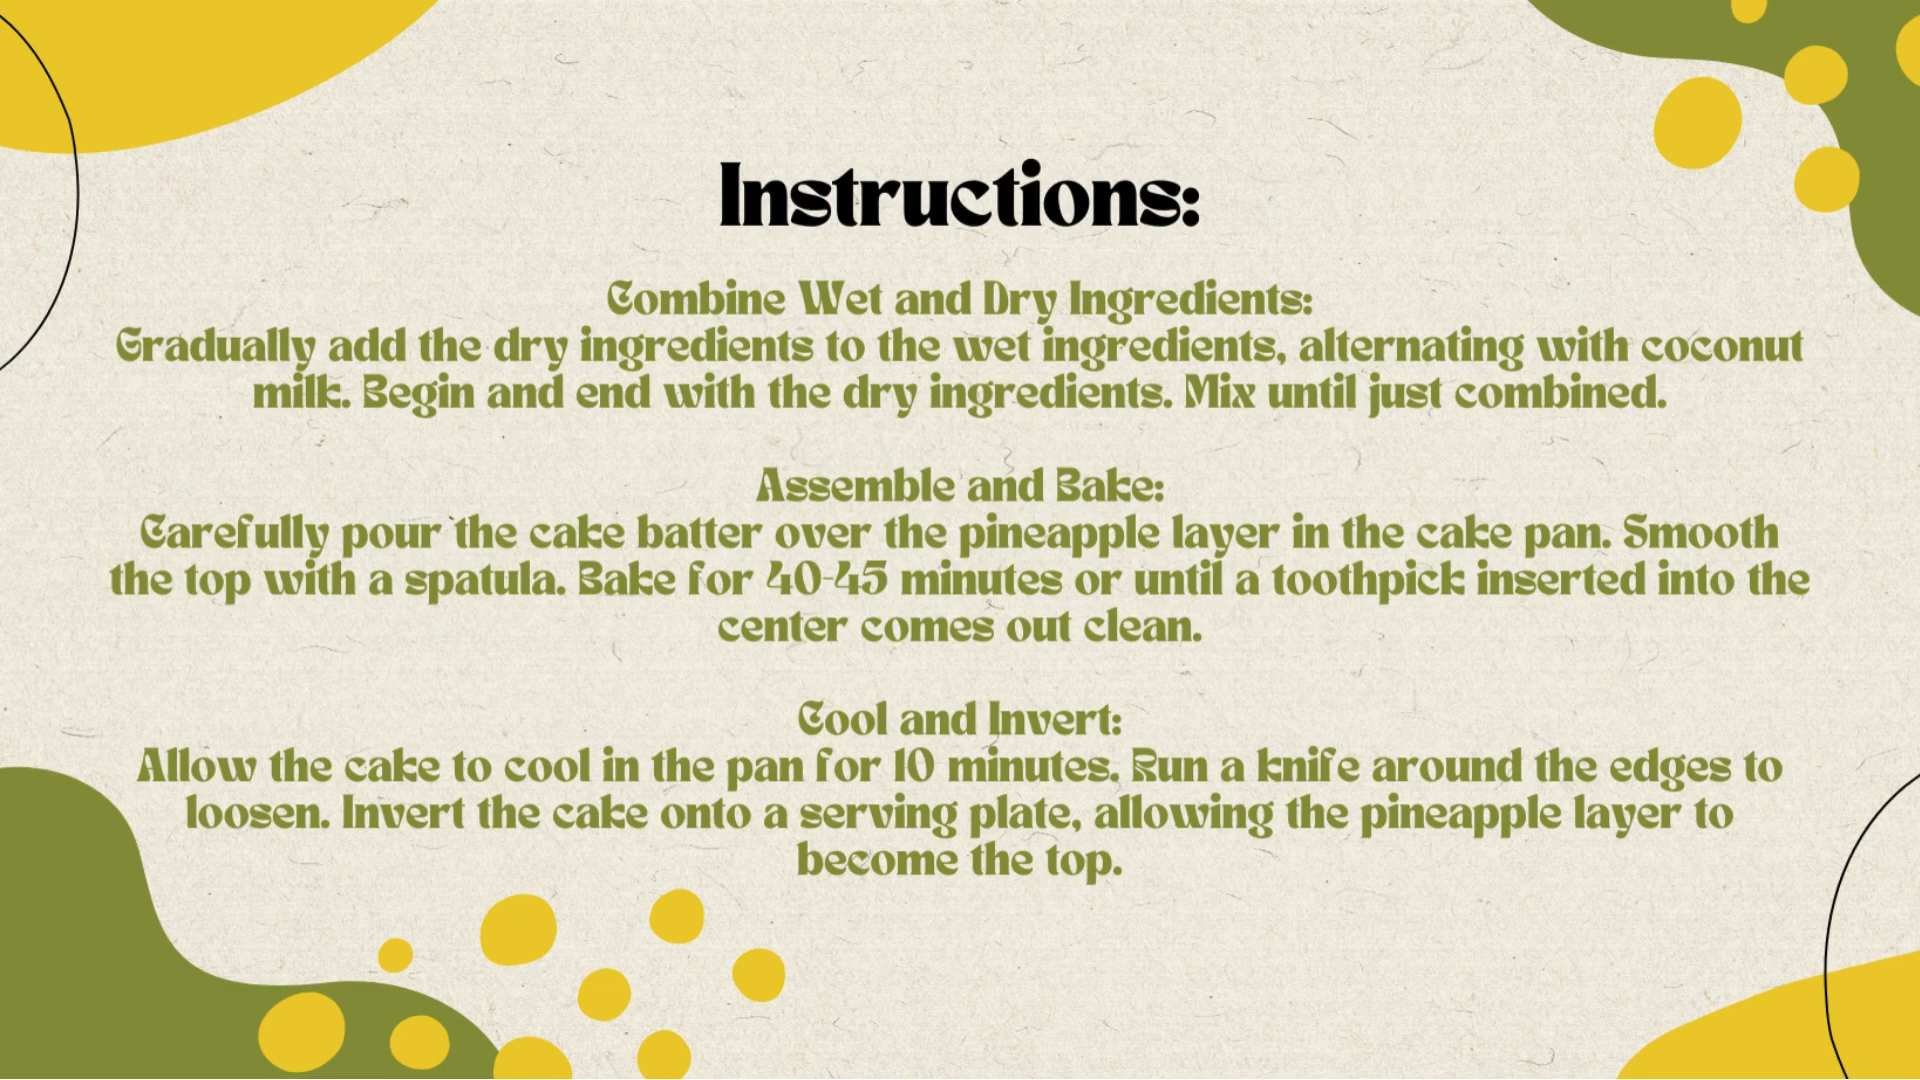 Instructions:
Combine Wet and Dry Ingredients:
Gradually add the dry ingredients to the wet ingredients, alternating with coconut
milk. Begin and end with the dry ingredients. Mix until just combined.
Assemble and Bake:
Carefully pour the cake batter over the pineapple layer in the cake pan. Smooth
the top with a spatula. Bake for 40-45 minutes or until a toothpick inserted into the
center comes out clean.
Cool and Invert:
Allow the cake to cool in the pan for 10 minutes. Run a knife around the edges to
loosen. Invert the cake onto a serving plate, allowing the pineapple layer to
become the top.